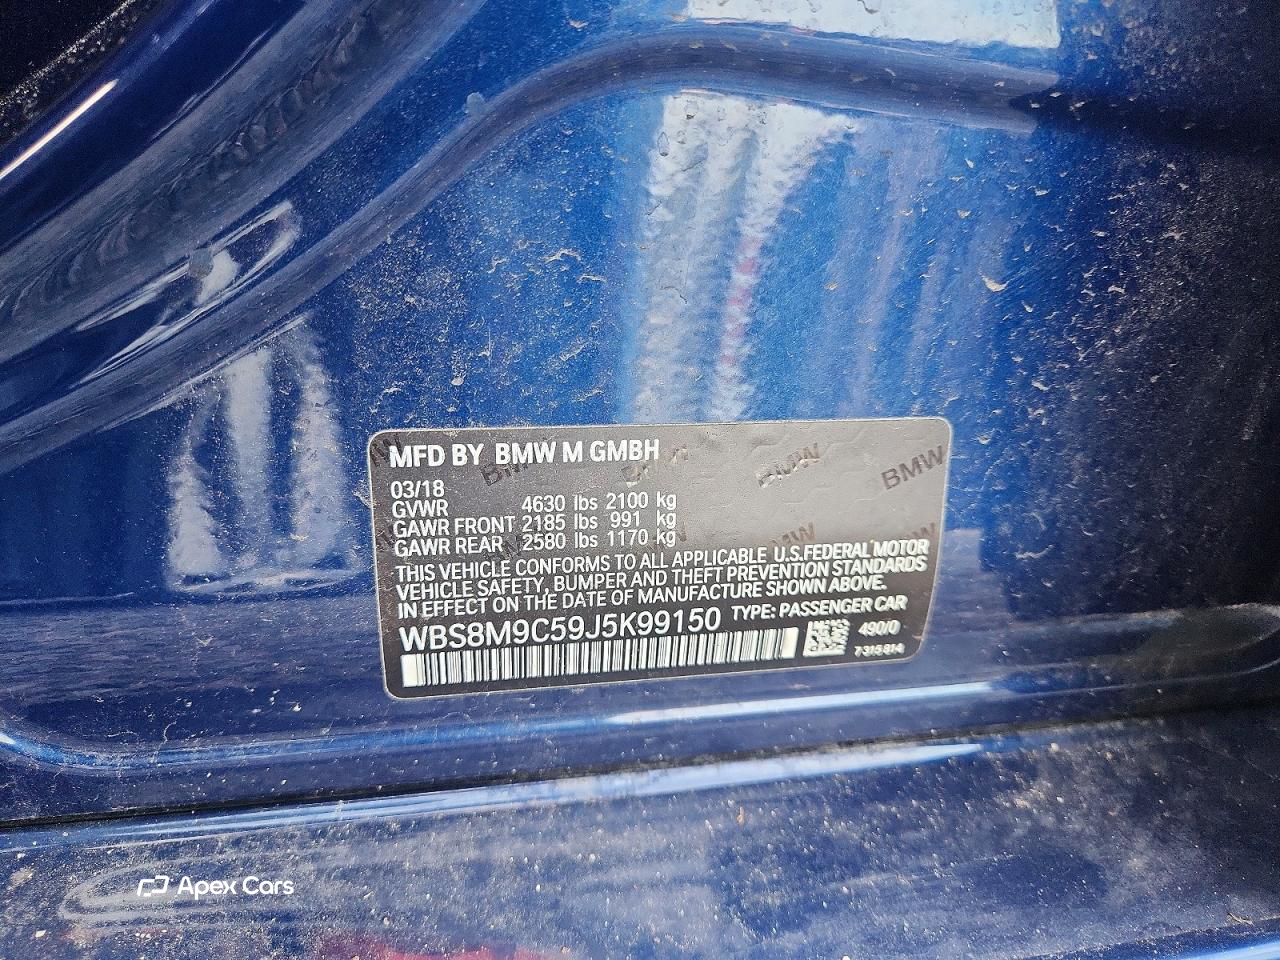 MFD BY BMW M GMBH
03/18
GVWR 4630 lbs 2100 kg
GAWR FRONT 2185 lbs 991 kg
GAWR REAR 2580 lbs 1170 kg
THIS VEHICLE CONFORMS TO ALL APPLICABLE U.S.FEDERAL MOTOR
VEHICLE SAFETY, BUMPER AND THEFT PREVENTION STANDARDS
IN EFFECT ON THE DATE OF MANUFACTURE SHOWN ABOVE.
WBS8M9C59J5K99150 TYPE: PASSENGER CAR
490/0
7315814
BMW
BMW
BMW
BMW
Apex Cars